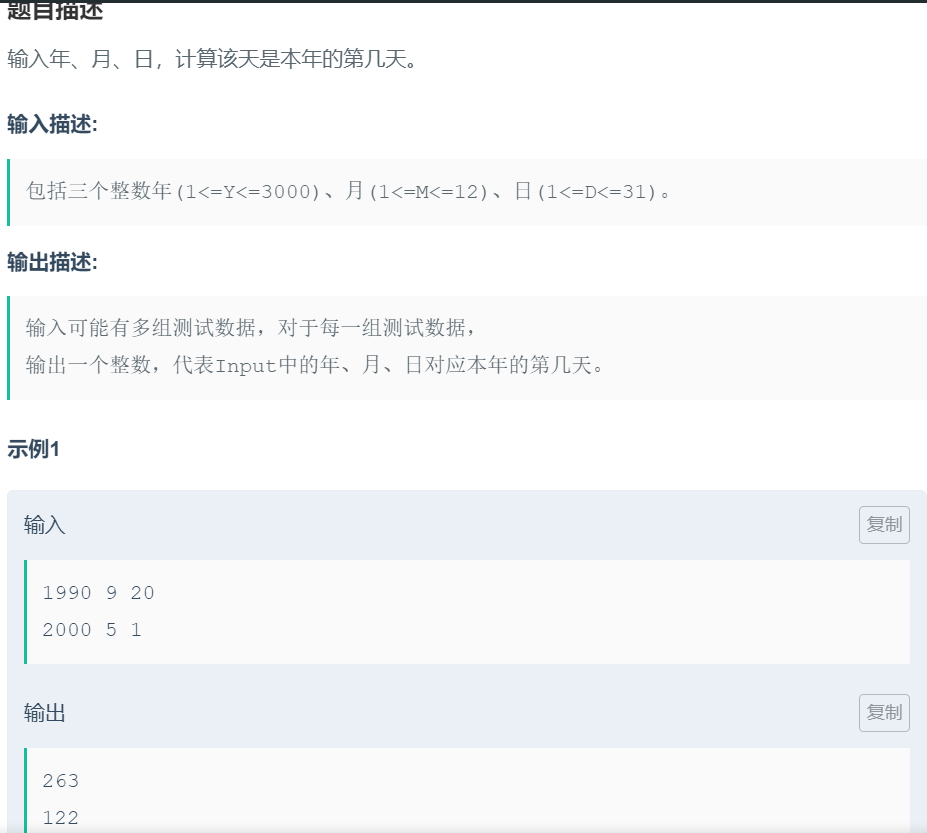 题目描述
输入年、月、日，计算该天是本年的第几天。
输入描述:
包括三个整数年(1<=Y<=3000)、月(1<=M<=12)、日(1<=D<=31)。
输出描述:
输入可能有多组测试数据，对于每一组测试数据，
输出一个整数，代表Input中的年、月、日对应本年的第几天。
示例1
输入
复制
1990 9 20
2000 5 1
输出
复制
263
122